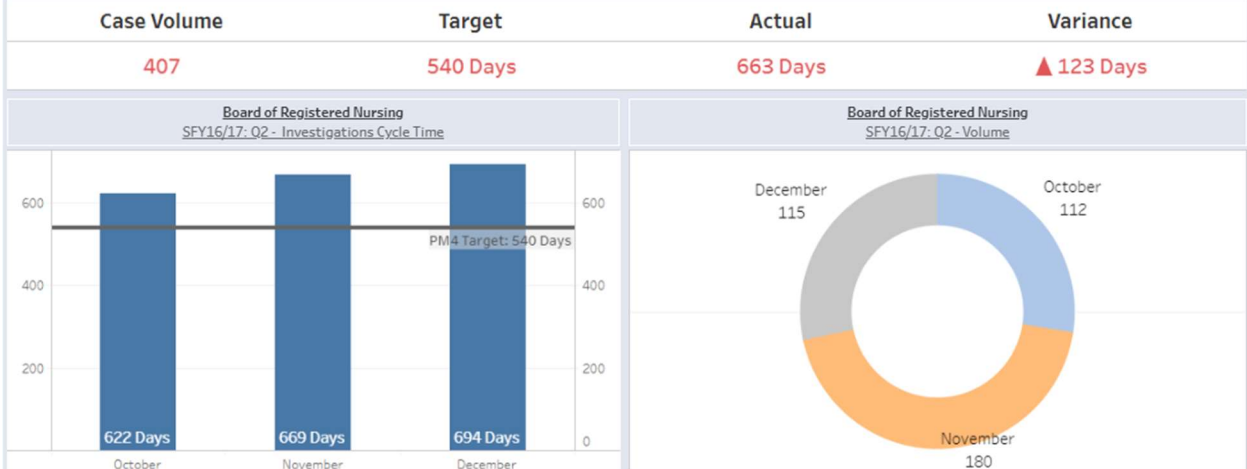 Case Volume Target Actual Variance
407 540 Days 663 Days ▲ 123 Days
Board of Registered Nursing
SFY16/17: Q2 - Investigations Cycle Time
600 600
PM4 Target: 540 Days
400 400
200 200
0
622 Days 669 Days 694 Days
October November December
Board of Registered Nursing
SFY16/17: Q2 - Volume
December
115
October
112
November
180